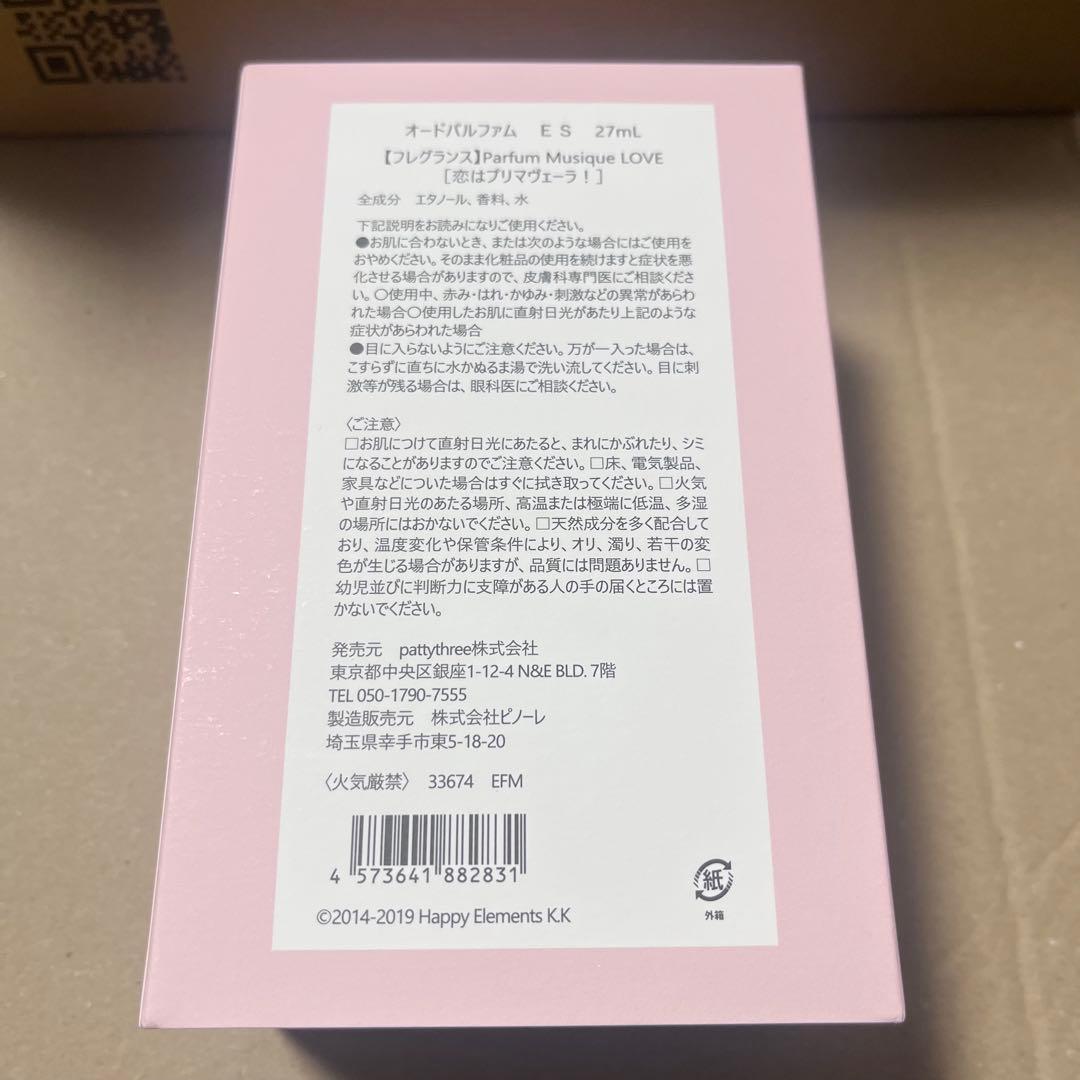 オードパルファム　ＥＳ　27mL
【フレグランス】Parfum Musique LOVE
［恋はプリマヴェーラ！］
全成分　エタノール、香料、水
下記説明をお読みになりご使用ください。
●お肌に合わないとき、または次のような場合にはご使用を
おやめください。そのまま化粧品の使用を続けますと症状を悪
化させる場合がありますので、皮膚科専門医にご相談くださ
い。○使用中、赤み・はれ・かゆみ・刺激などの異常があらわ
れた場合○使用したお肌に直射日光があたり上記のような
症状があらわれた場合
●目に入らないようにご注意ください。万が一入った場合は、
こすらずに直ちに水かぬるま湯で洗い流してください。目に刺
激等が残る場合は、眼科医にご相談ください。
〈ご注意〉
□お肌につけて直射日光にあたると、まれにかぶれたり、シミ
になることがありますのでご注意ください。□床、電気製品、
家具などについた場合はすぐに拭き取ってください。□火気
や直射日光のあたる場所、高温または極端に低温、多湿
の場所にはおかないでください。□天然成分を多く配合して
おり、温度変化や保管条件により、オリ、濁り、若干の変
色が生じる場合がありますが、品質には問題ありません。□
幼児並びに判断力に支障がある人の手の届くところには置
かないでください。
発売元　pattythree株式会社
東京都中央区銀座1-12-4 N&E BLD. 7階
TEL 050-1790-7555
製造販売元　株式会社ピノーレ
埼玉県幸手市東5-18-20
〈火気厳禁〉　33674　EFM
4 573641 882831
©2014-2019 Happy Elements K.K
紙
外箱